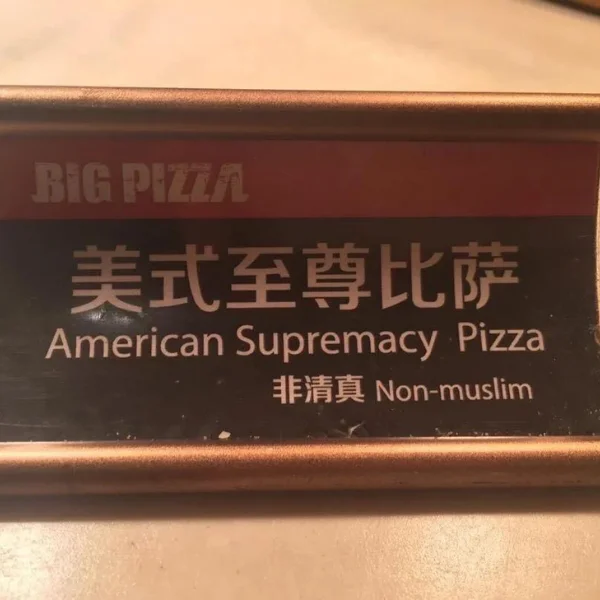 BIG PIZZA
美式至尊比萨
American Supremacy Pizza
非清真 Non-muslim